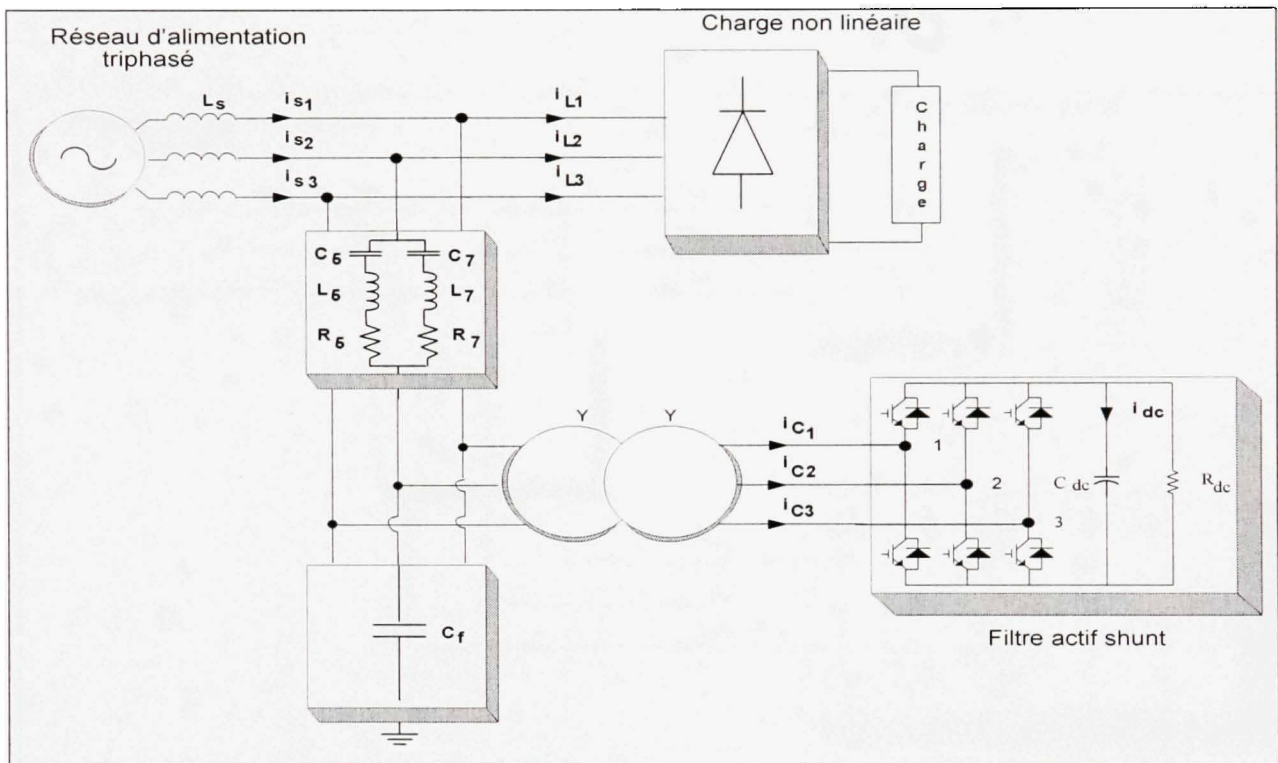 Réseau d'alimentation
triphasé
Charge non linéaire
Ls
is1
is2
is3
iL1
iL2
iL3
Charge
C5
C7
L5
L7
R5
R7
Y Y
iC1
iC2
iC3
1
2
3
idc
Cdc
Rdc
Cf
Filtre actif shunt